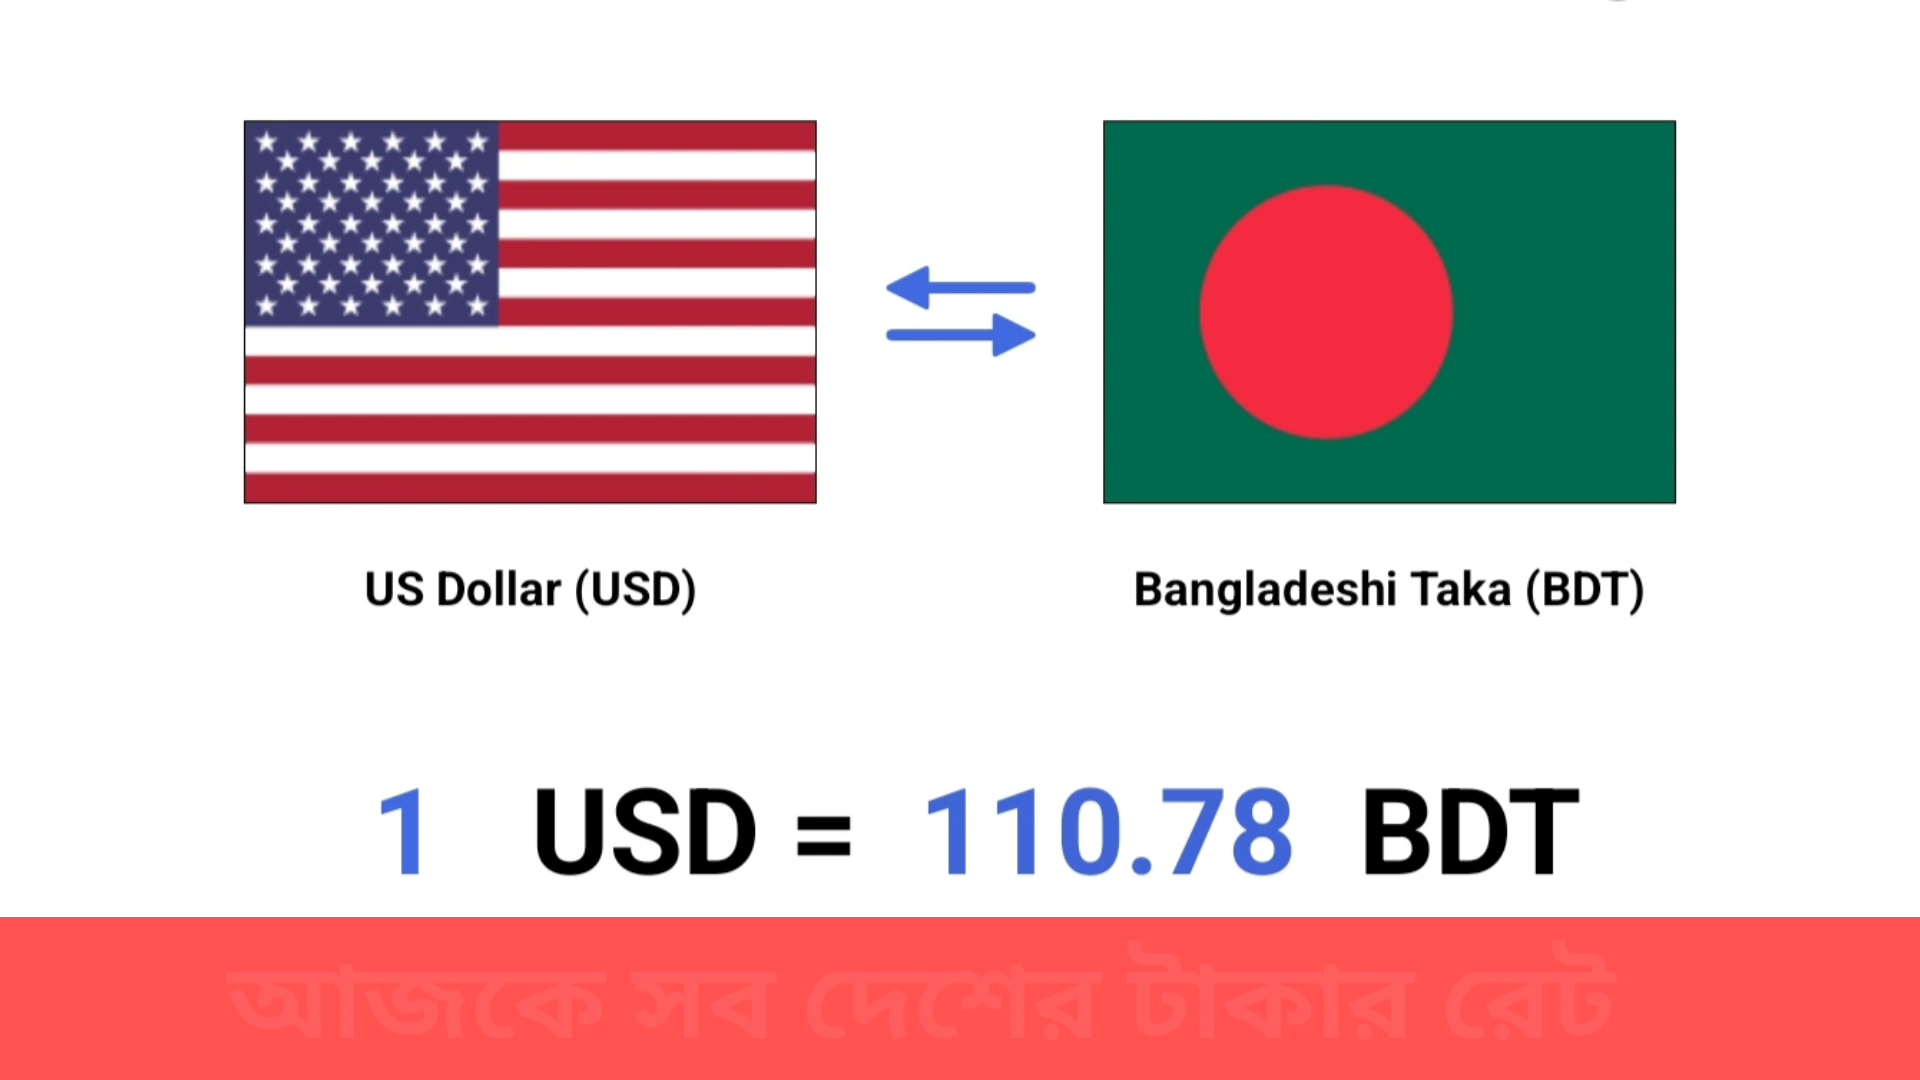 US Dollar (USD) Bangladeshi Taka (BDT)
1 USD = 110.78 BDT
আজকে সব দেশের টাকার রেট